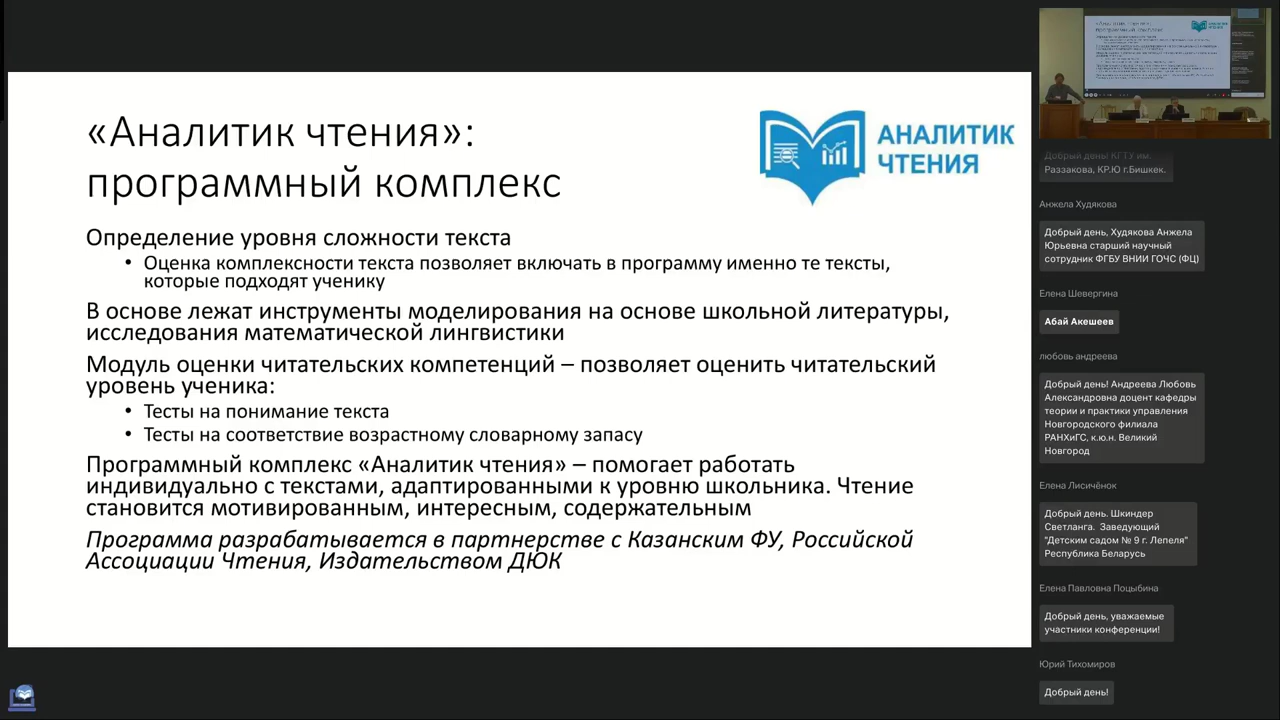 «Аналитик чтения»:
программный комплекс
АНАЛИТИК
ЧТЕНИЯ
Определение уровня сложности текста
• Оценка комплексности текста позволяет включать в программу именно те тексты,
которые подходят ученику
В основе лежат инструменты моделирования на основе школьной литературы,
исследования математической лингвистики
Модуль оценки читательских компетенций – позволяет оценить читательский
уровень ученика:
• Тесты на понимание текста
• Тесты на соответствие возрастному словарному запасу
Программный комплекс «Аналитик чтения» – помогает работать
индивидуально с текстами, адаптированными к уровню школьника. Чтение
становится мотивированным, интересным, содержательным
Программа разрабатывается в партнерстве с Казанским ФУ, Российской
Ассоциации Чтения, Издательством ДЮК
Добрый день! КГТУ им.
Раззакова, КР.Ю г.Бишкек.
Анжела Худякова
Добрый день, Худякова Анжела
Юрьевна старший научный
сотрудник ФГБУ ВНИИ ГОЧС (ФЦ)
Елена Шевергина
Абай Акешеев
любовь андреева
Добрый день! Андреева Любовь
Александровна доцент кафедры
теории и практики управления
Новгородского филиала
РАНХиГС, к.ю.н. Великий
Новгород
Елена Лисичёнок
Добрый день. Шкиндер
Светланга. Заведующий
"Детским садом № 9 г. Лепеля"
Республика Беларусь
Елена Павловна Поцыбина
Добрый день, уважаемые
участники конференции!
Юрий Тихомиров
Добрый день!